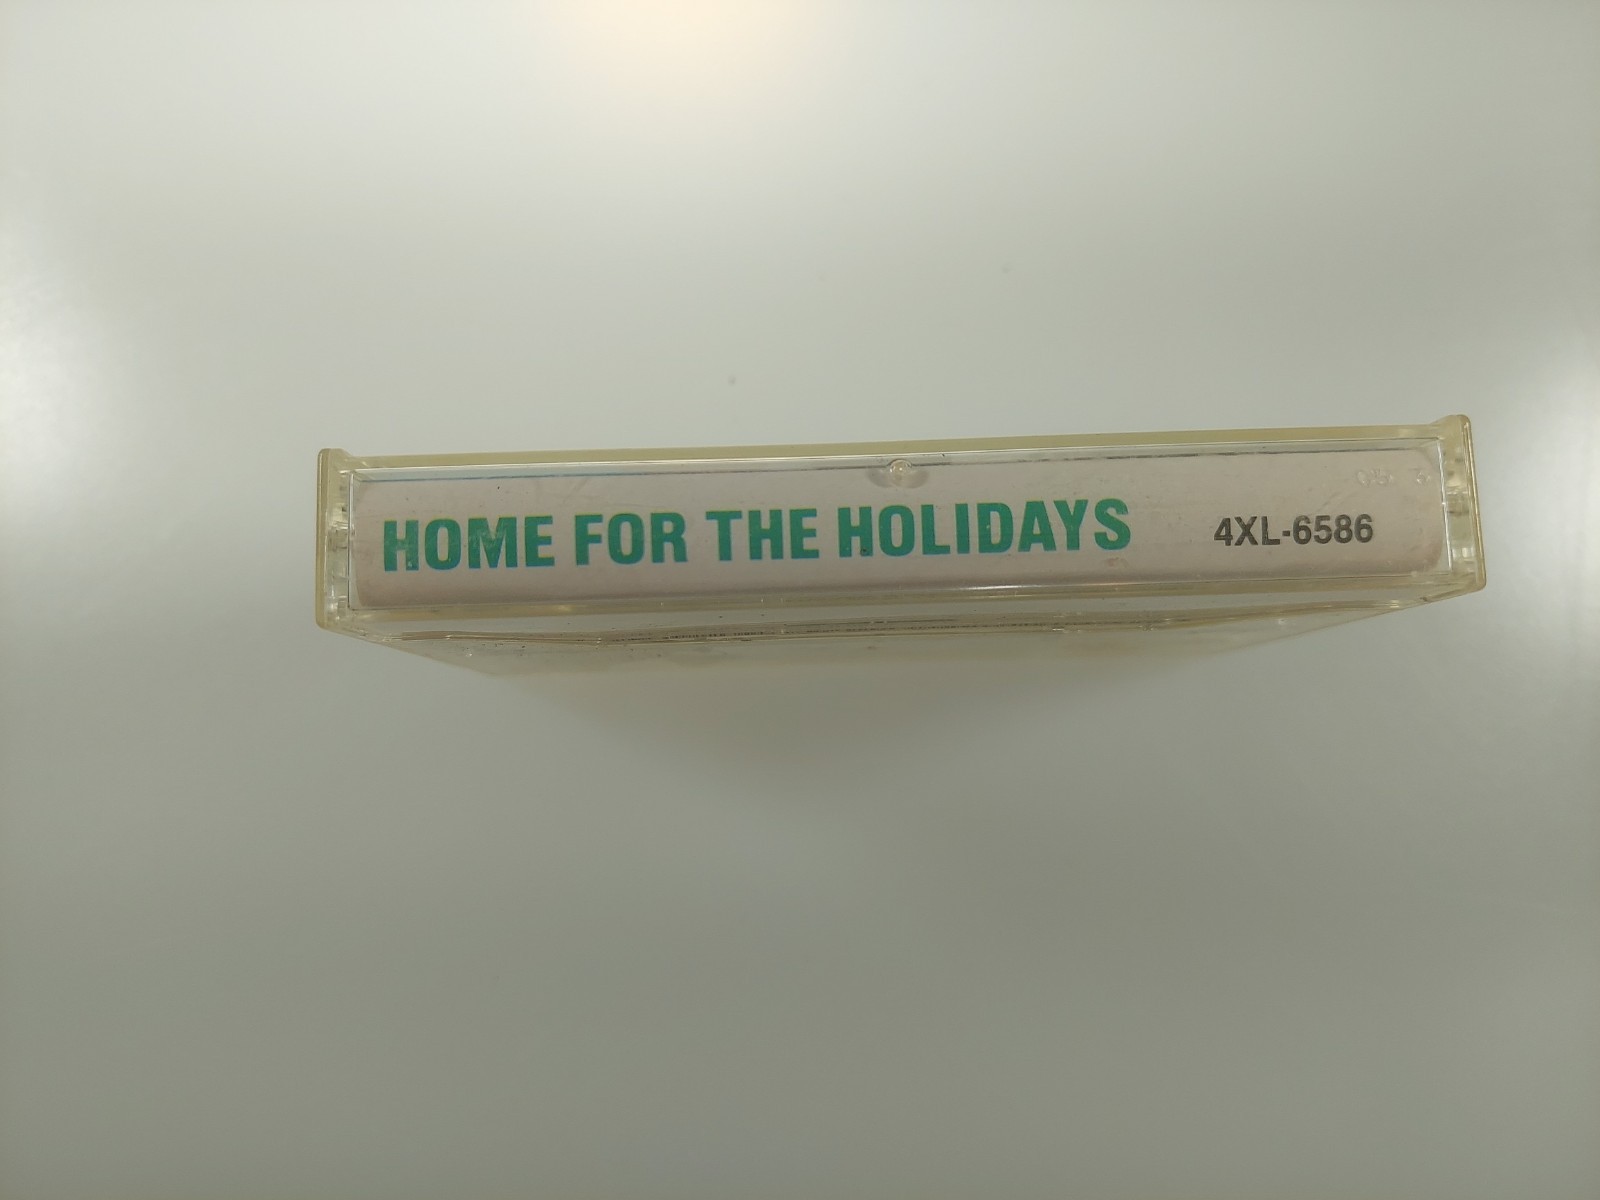 HOME FOR THE HOLIDAYS 4XL-6586